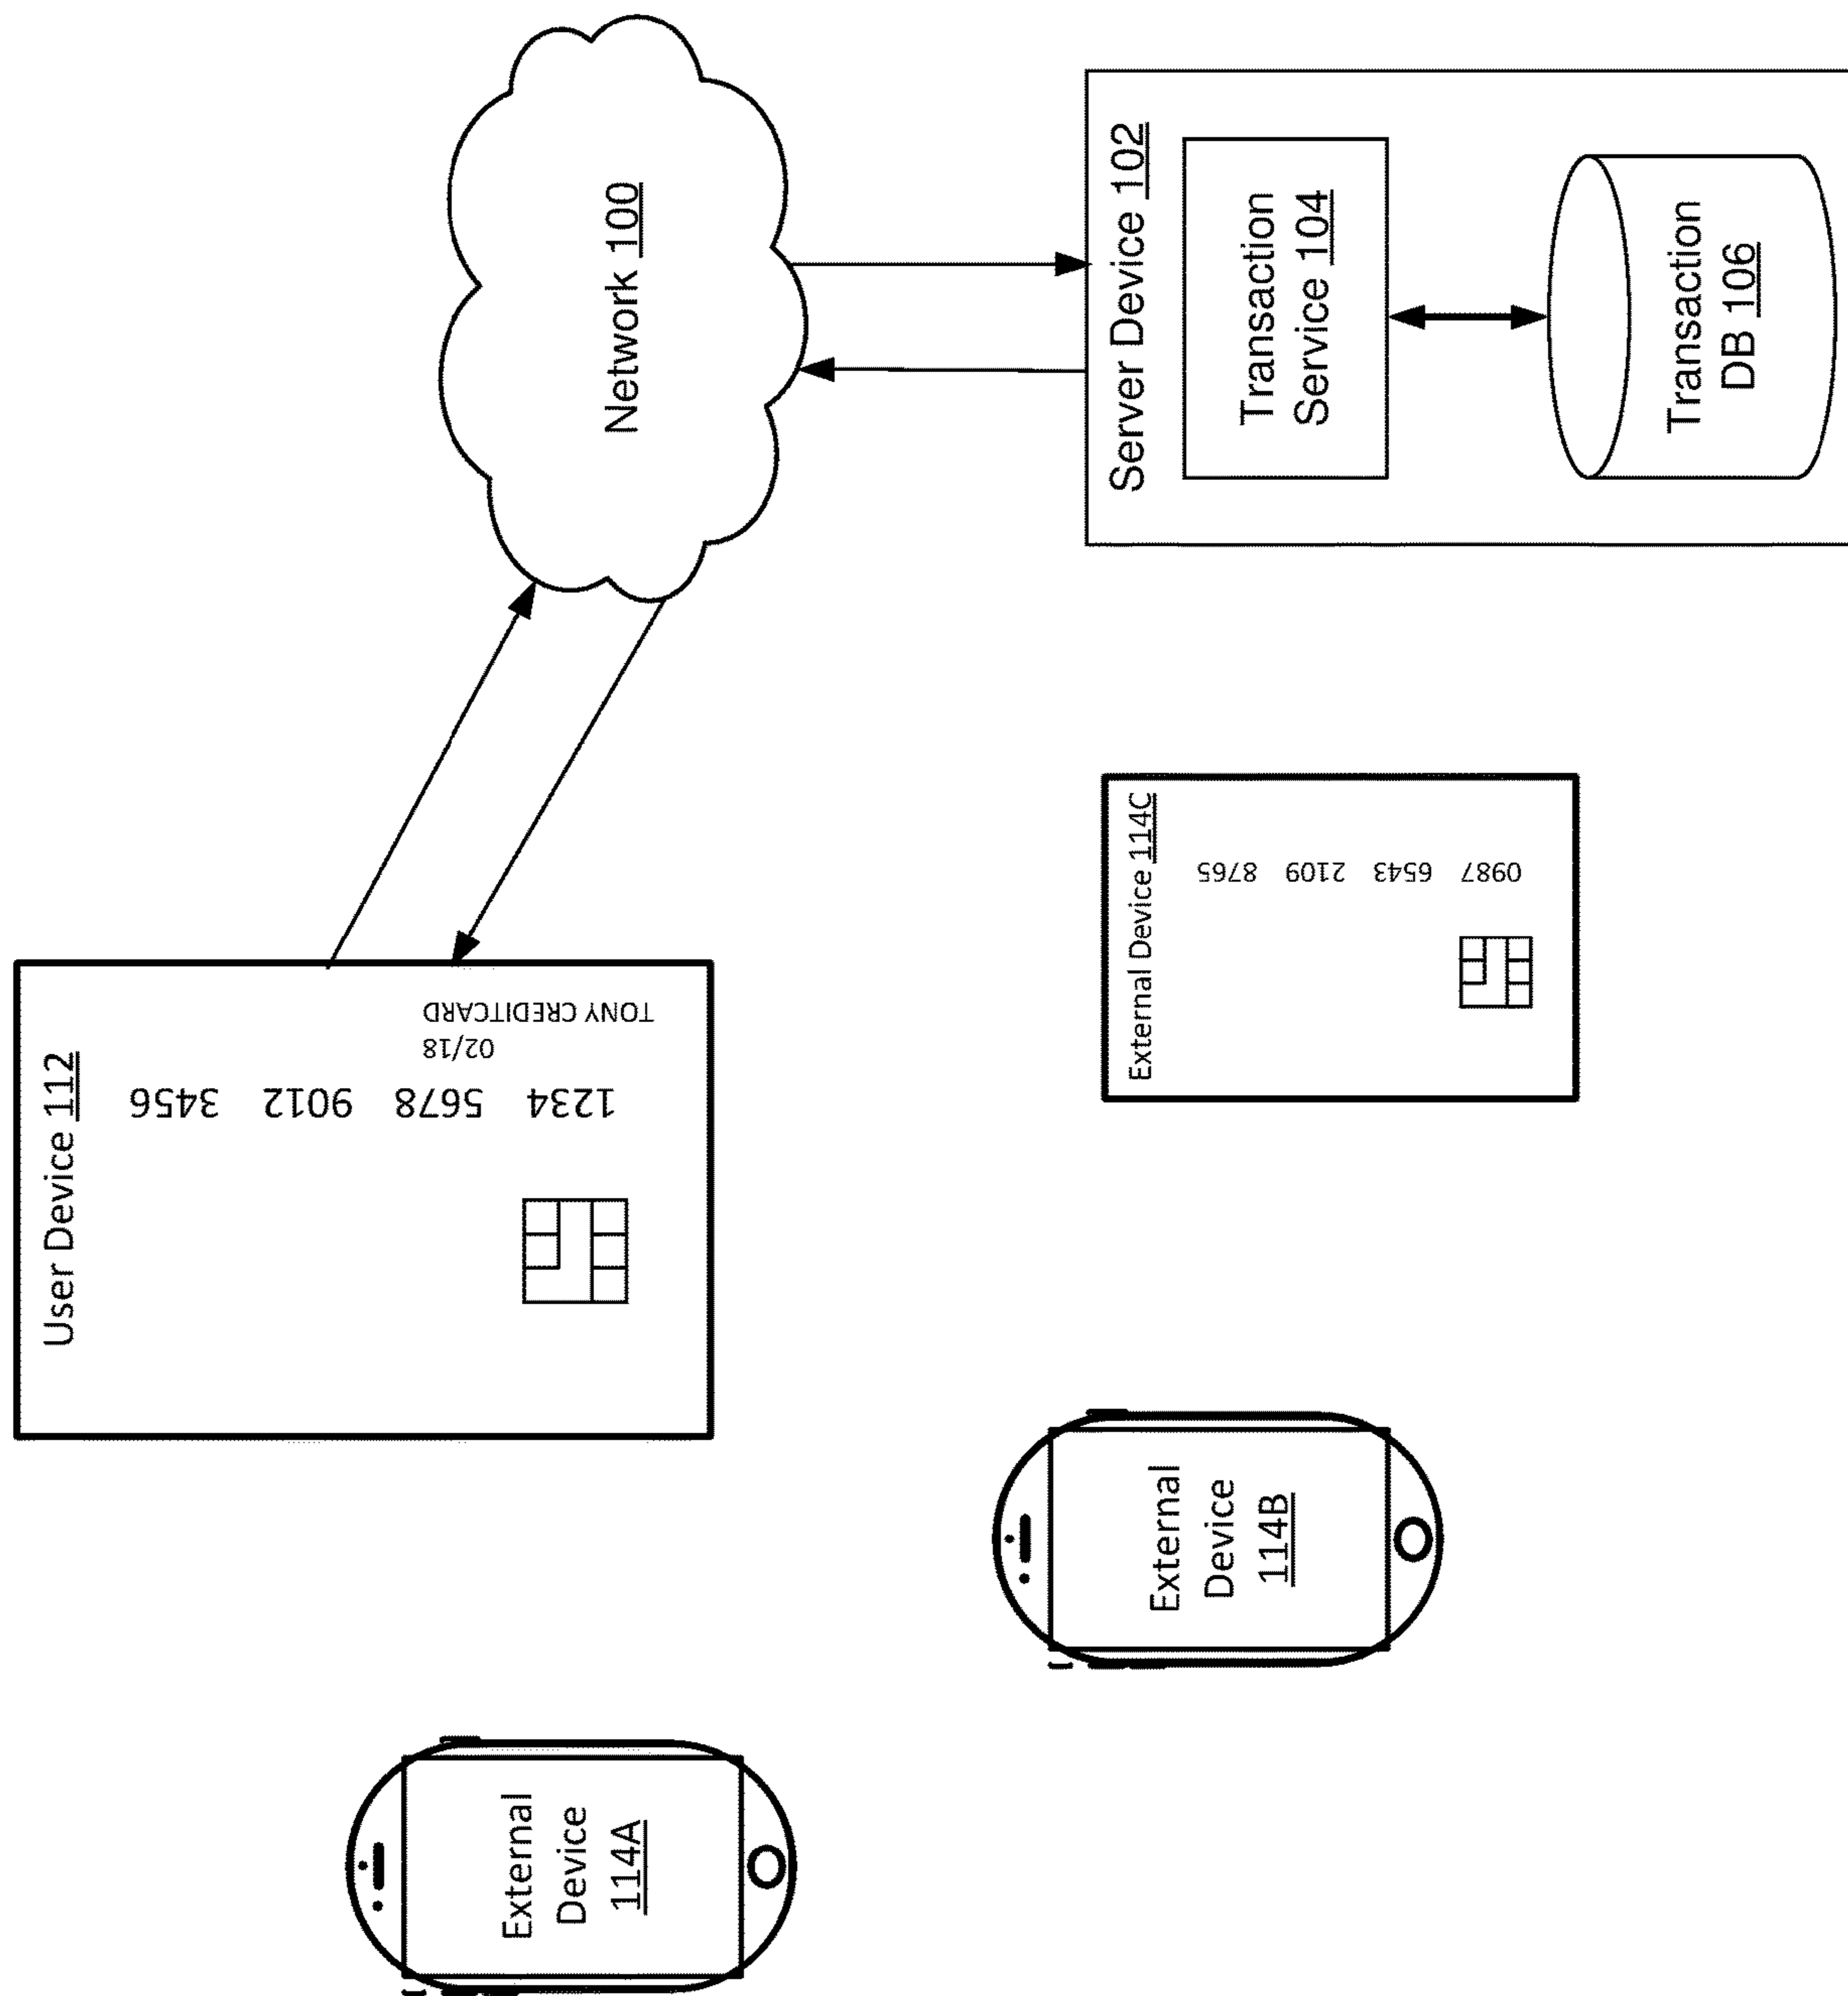 User Device 112
1234 5678 9012 3456
02/18
TONY CREDITCARD
Network 100
Server Device 102
Transaction
Service 104
Transaction
DB 106
External Device 114C
0987 6543 2109 8765
External
Device
114B
External
Device
114A